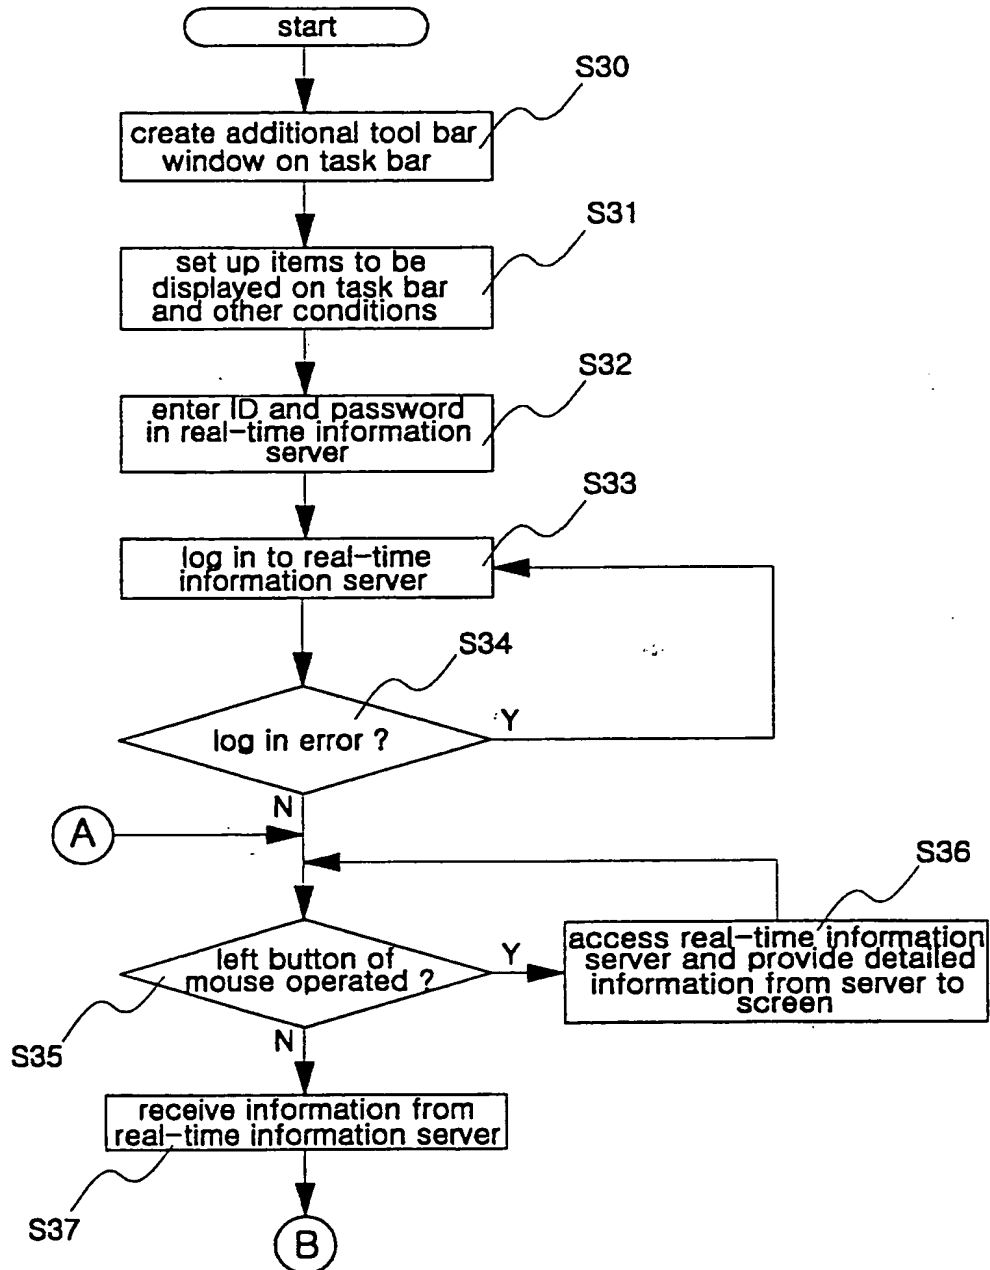 start
S30
create additional tool bar
window on task bar
S31
set up items to be
displayed on task bar
and other conditions
S32
enter ID and password
in real-time information
server
S33
log in to real-time
information server
S34
log in error ?
Y
N
A
S36
access real-time information
server and provide detailed
information from server to
screen
left button of
mouse operated ?
Y
S35
N
receive information from
real-time information server
S37
B